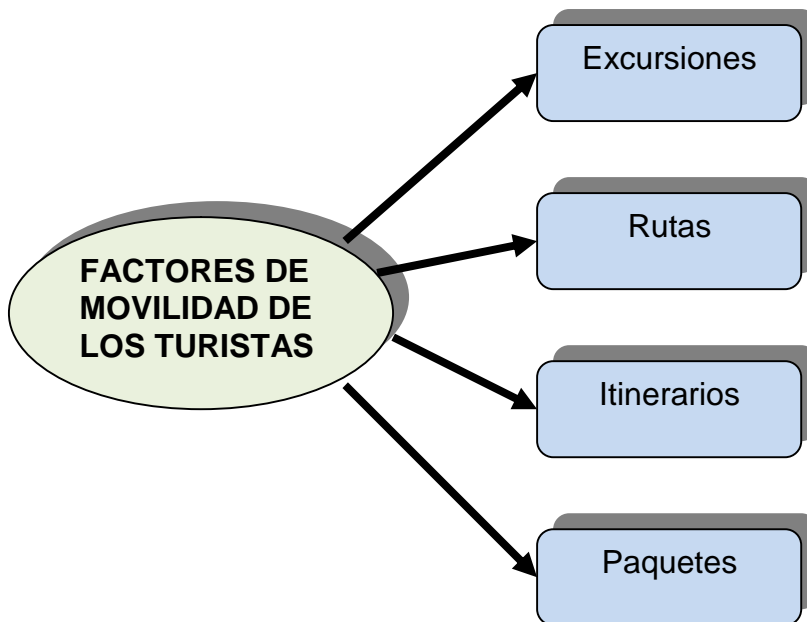 Excursiones
Rutas
FACTORES DE
MOVILIDAD DE
LOS TURISTAS
Itinerarios
Paquetes